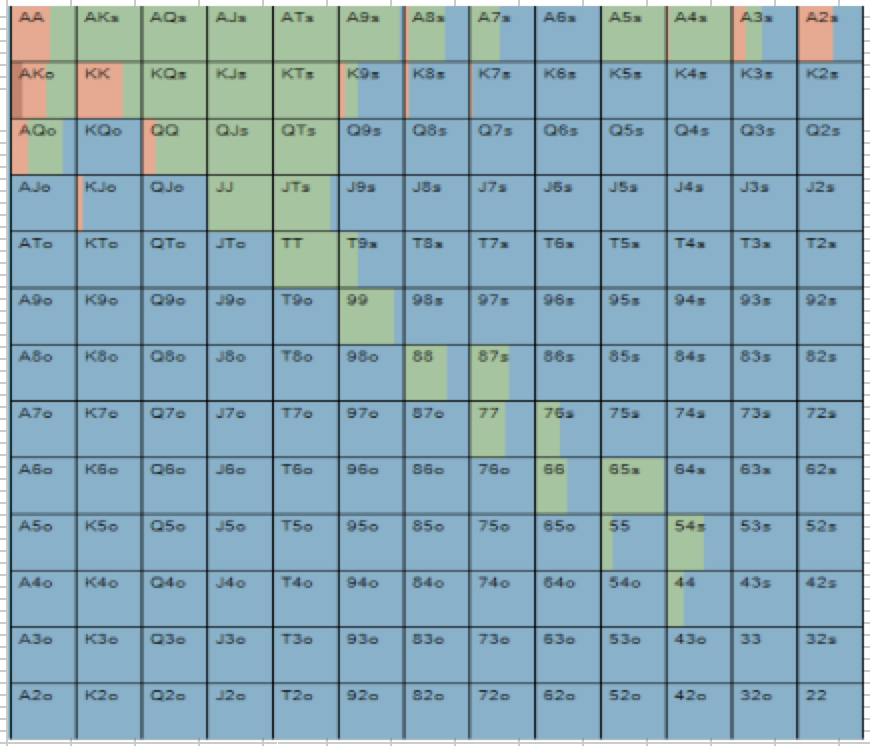 AA AKs AQs AJs ATs A9s A8s A7s A6s A5s A4s A3s A2s
AKo KK KQs KJs KTs K9s K8s K7s K6s K5s K4s K3s K2s
AQo KQo QQ QJs QTs Q9s Q8s Q7s Q6s Q5s Q4s Q3s Q2s
AJo KJo QJo JJ JTs J9s J8s J7s J6s J5s J4s J3s J2s
ATo KTo QTo JTo TT T9s T8s T7s T6s T5s T4s T3s T2s
A9o K9o Q9o J9o T9o 99 98s 97s 96s 95s 94s 93s 92s
A8o K8o Q8o J8o T8o 98o 88 87s 86s 85s 84s 83s 82s
A7o K7o Q7o J7o T7o 97o 87o 77 76s 75s 74s 73s 72s
A6o K6o Q6o J6o T6o 96o 86o 76o 66 65s 64s 63s 62s
A5o K5o Q5o J5o T5o 95o 85o 75o 65o 55 54s 53s 52s
A4o K4o Q4o J4o T4o 94o 84o 74o 64o 54o 44 43s 42s
A3o K3o Q3o J3o T3o 93o 83o 73o 63o 53o 43o 33 32s
A2o K2o Q2o J2o T2o 92o 82o 72o 62o 52o 42o 32o 22